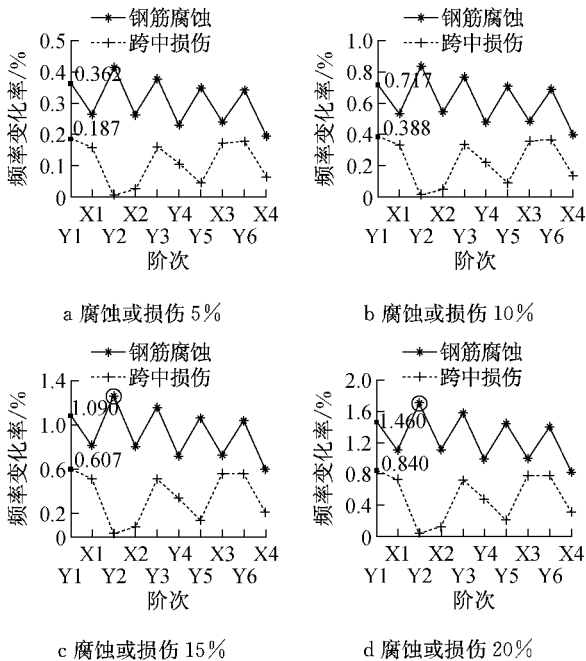 钢筋腐蚀 钢筋腐蚀
跨中损伤 跨中损伤
频率变化率/% 频率变化率/%
0.5 1.0
0.4 0.8
0.362 0.717
0.3 0.6
0.2 0.4
0.187 0.388
0.1 0.2
0 0
X1 X2 Y4 X3 X4 X1 X2 Y4 X3 X4
Y1 Y2 Y3 Y5 Y6 Y1 Y2 Y3 Y5 Y6
阶次 阶次
a 腐蚀或损伤 5% b 腐蚀或损伤 10%
钢筋腐蚀 钢筋腐蚀
跨中损伤 跨中损伤
频率变化率/% 频率变化率/%
1.4 2.0
1.090 1.6
1.0 1.460
0.607 1.2
0.6 0.840
0.2 0.8
0 0.4
0
X1 X2 Y4 X3 X4 X1 X2 Y4 X3 X4
Y1 Y2 Y3 Y5 Y6 Y1 Y2 Y3 Y5 Y6
阶次 阶次
c 腐蚀或损伤 15% d 腐蚀或损伤 20%